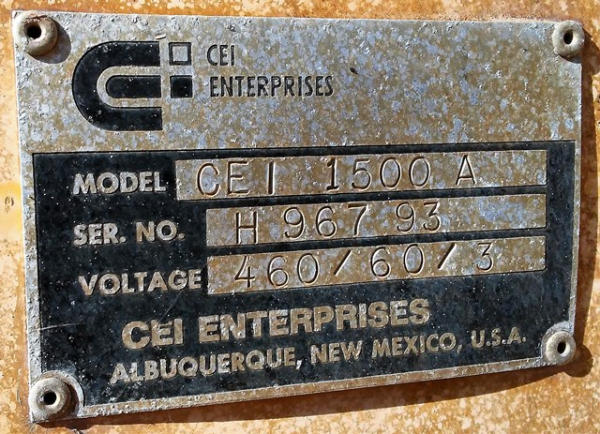 CEI
ENTERPRISES
MODEL CEI 1500 A
SER. NO. H 967 93
VOLTAGE 460/60/3
CEI ENTERPRISES
ALBUQUERQUE, NEW MEXICO, U.S.A.